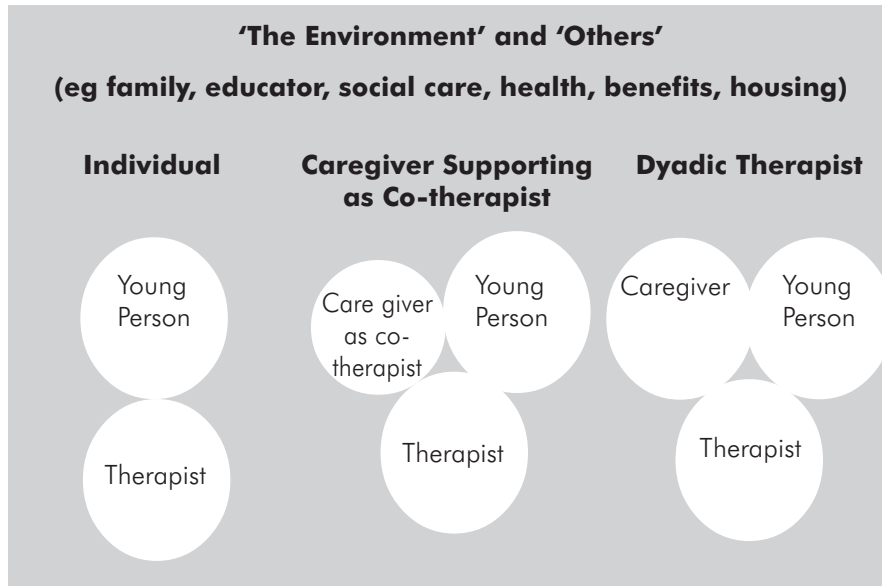 ‘The Environment’ and ‘Others’
(eg family, educator, social care, health, benefits, housing)
Individual
Caregiver Supporting
as Co-therapist
Dyadic Therapist
Young
Person
Therapist
Care giver
as co-
therapist
Young
Person
Therapist
Caregiver
Young
Person
Therapist